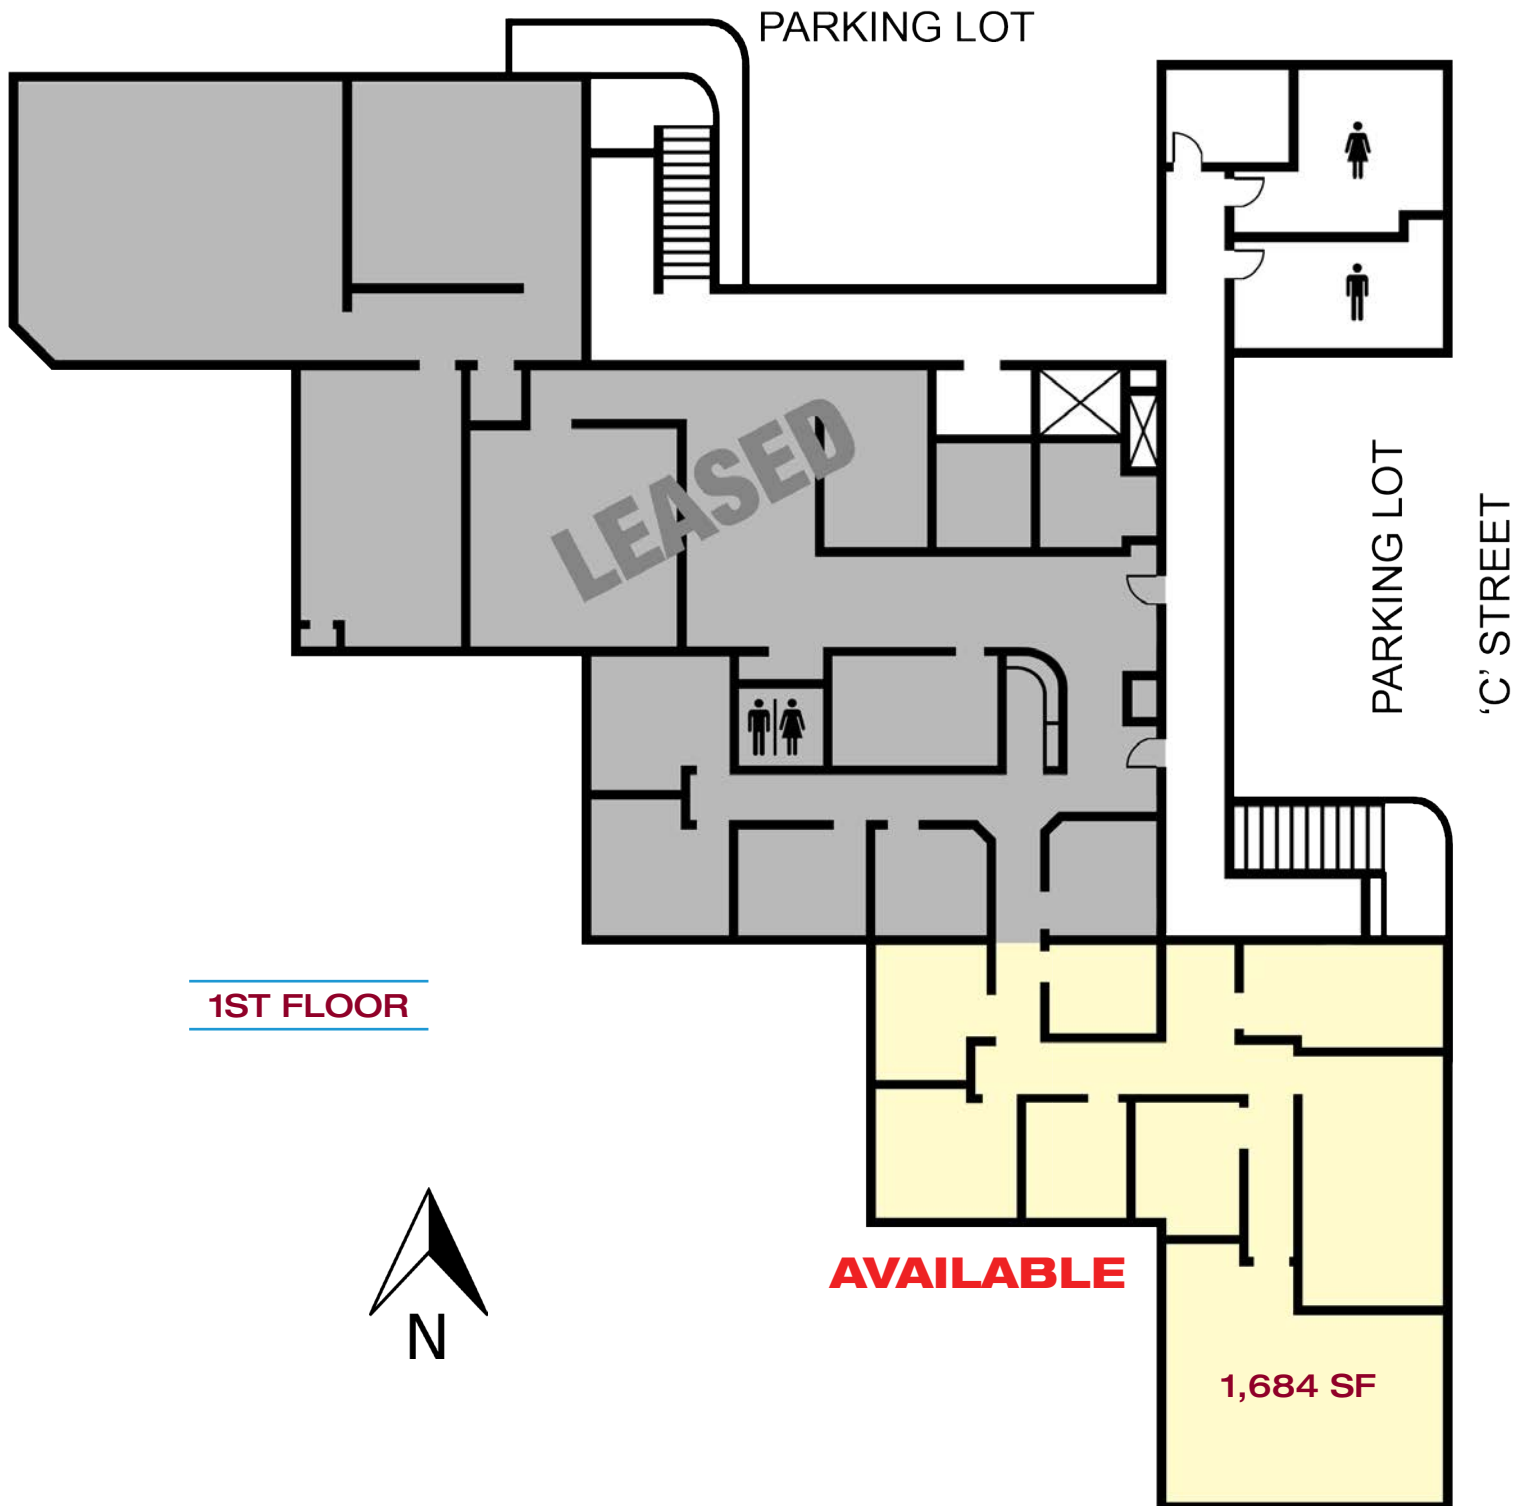 PARKING LOT
LEASED
PARKING LOT
‘C’ STREET
1ST FLOOR
AVAILABLE
N
1,684 SF